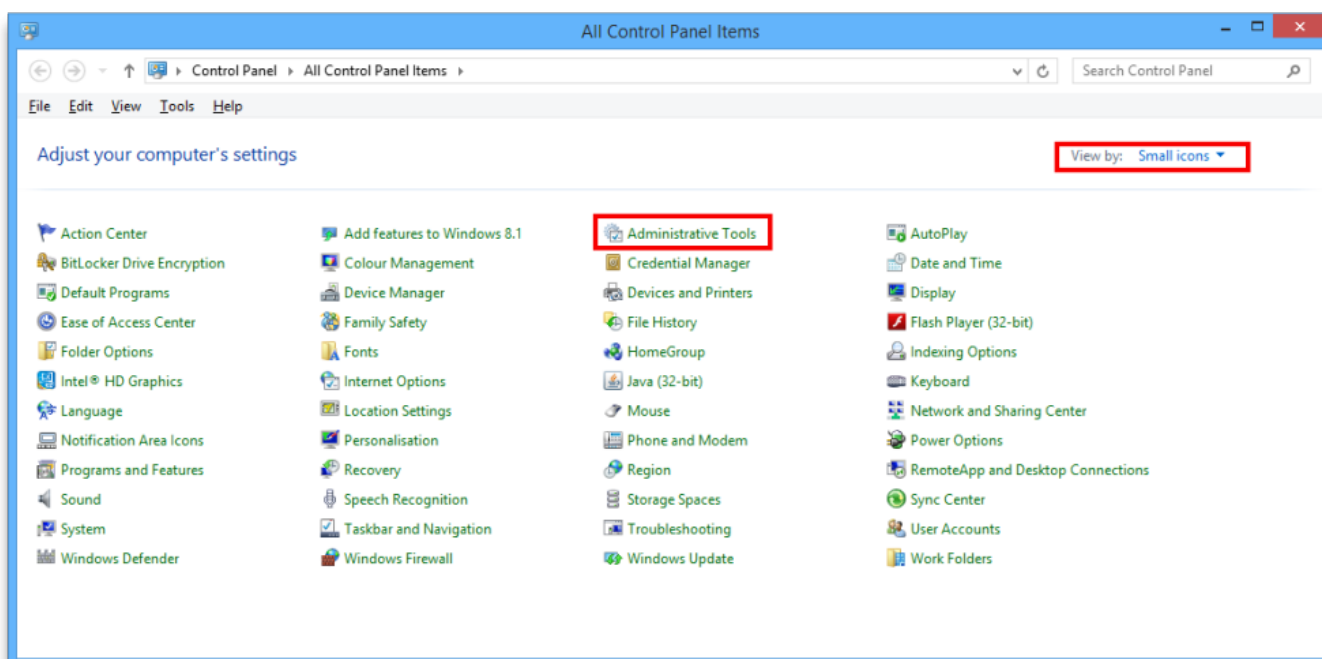 All Control Panel Items
Control Panel All Control Panel Items Search Control Panel
File Edit View Tools Help
Adjust your computer's settings View by: Small icons
Action Center Add features to Windows 8.1 Administrative Tools AutoPlay
BitLocker Drive Encryption Colour Management Credential Manager Date and Time
Default Programs Device Manager Devices and Printers Display
Ease of Access Center Family Safety File History Flash Player (32-bit)
Folder Options Fonts HomeGroup Indexing Options
Intel® HD Graphics Internet Options Java (32-bit) Keyboard
Language Location Settings Mouse Network and Sharing Center
Notification Area Icons Personalisation Phone and Modem Power Options
Programs and Features Recovery Region RemoteApp and Desktop Connections
Sound Speech Recognition Storage Spaces Sync Center
System Taskbar and Navigation Troubleshooting User Accounts
Windows Defender Windows Firewall Windows Update Work Folders